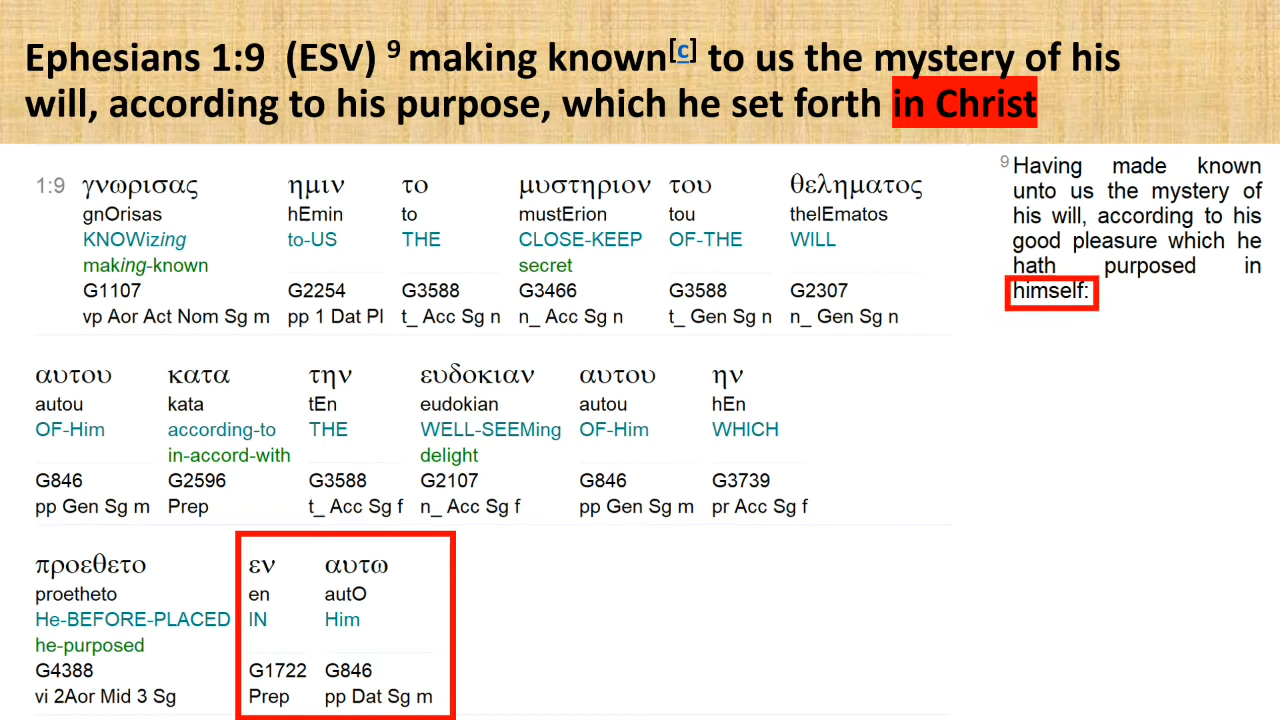 Ephesians 1:9 (ESV) 9 making known[c] to us the mystery of his
will, according to his purpose, which he set forth in Christ
1:9 γνωρισας ημιν το μυστηριον του θεληματος
gnOrisas hEmin to mustErion tou thelEmatos
KNOWizing to-US THE CLOSE-KEEP OF-THE WILL
making-known secret
G1107 G2254 G3588 G3466 G3588 G2307
vp Aor Act Nom Sg m pp 1 Dat Pl t_ Acc Sg n n_ Acc Sg n t_ Gen Sg n n_ Gen Sg n
αυτου κατα την ευδοκιαν αυτου ην
autou kata tEn eudokian autou hEn
OF-Him according-to THE WELL-SEEMing OF-Him WHICH
in-accord-with delight
G846 G2596 G3588 G2107 G846 G3739
pp Gen Sg m Prep t_ Acc Sg f n_ Acc Sg f pp Gen Sg m pr Acc Sg f
προεθετο εν αυτω
proetheto en autO
He-BEFORE-PLACED IN Him
he-purposed
G4388 G1722 G846
vi 2Aor Mid 3 Sg Prep pp Dat Sg m
9 Having made known
unto us the mystery of
his will, according to his
good pleasure which he
hath purposed in
himself: